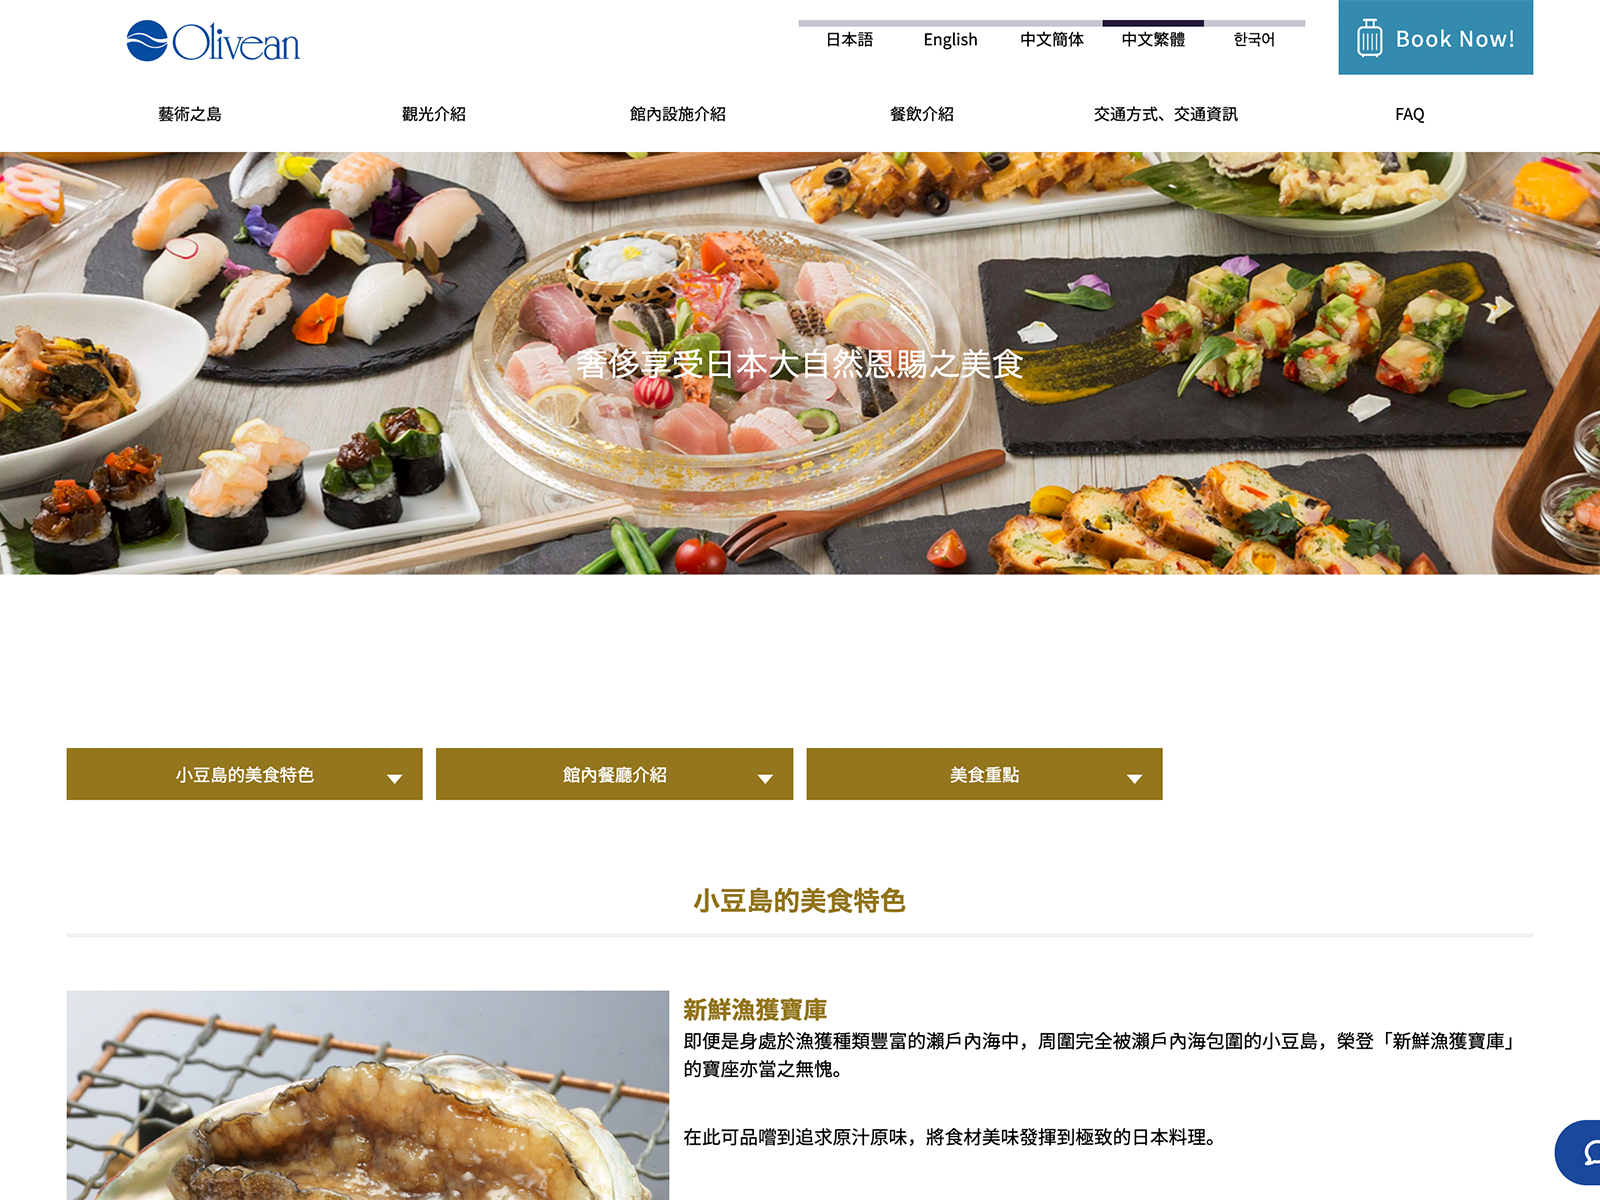 Olivean
日本語
English
中文簡体
中文繁體
한국어
Book Now!
藝術之島
觀光介紹
館內設施介紹
餐飲介紹
交通方式、交通資訊
FAQ
奢侈享受日本大自然恩賜之美食
小豆島的美食特色
館內餐廳介紹
美食重點
小豆島的美食特色
新鮮漁獲寶庫
即便是身處於漁獲種類豐富的瀨戶內海中，周圍完全被瀨戶內海包圍的小豆島，榮登「新鮮漁獲寶庫」
的寶座亦當之無愧。
在此可品嚐到追求原汁原味，將食材美味發揮到極致的日本料理。